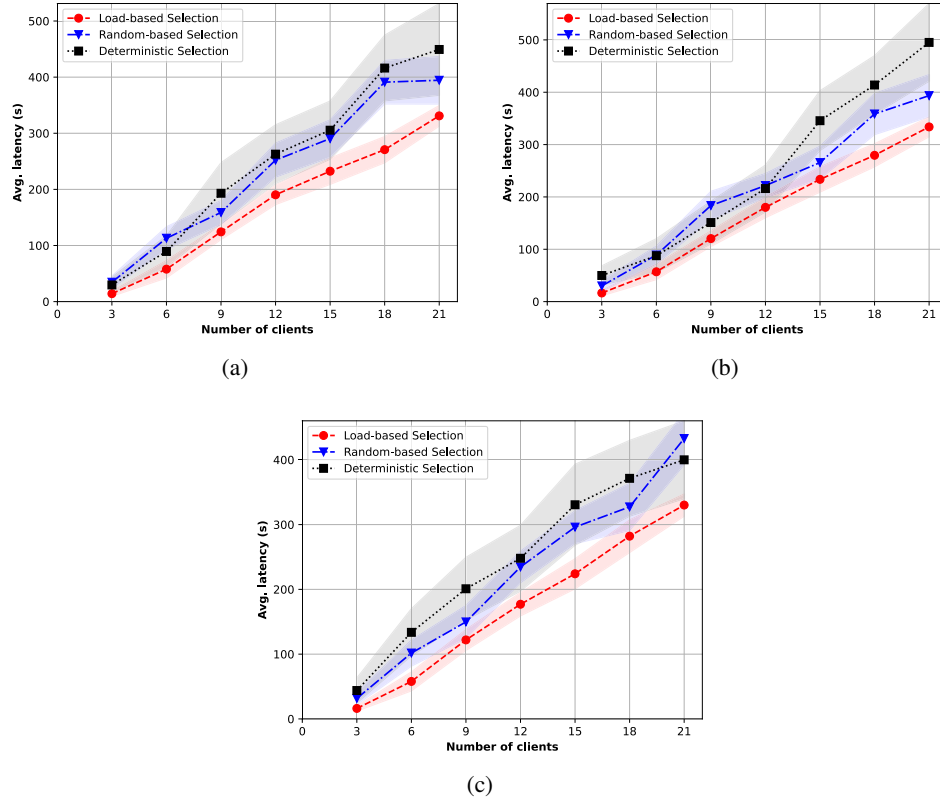 Load-based Selection
Random-based Selection
Deterministic Selection
Avg. latency (s)
500
400
300
200
100
0
0 3 6 9 12 15 18 21
Number of clients
(a)
Load-based Selection
Random-based Selection
Deterministic Selection
Avg. latency (s)
500
400
300
200
100
0
0 3 6 9 12 15 18 21
Number of clients
(b)
Load-based Selection
Random-based Selection
Deterministic Selection
Avg. latency (s)
400
300
200
100
0
0 3 6 9 12 15 18 21
Number of clients
(c)